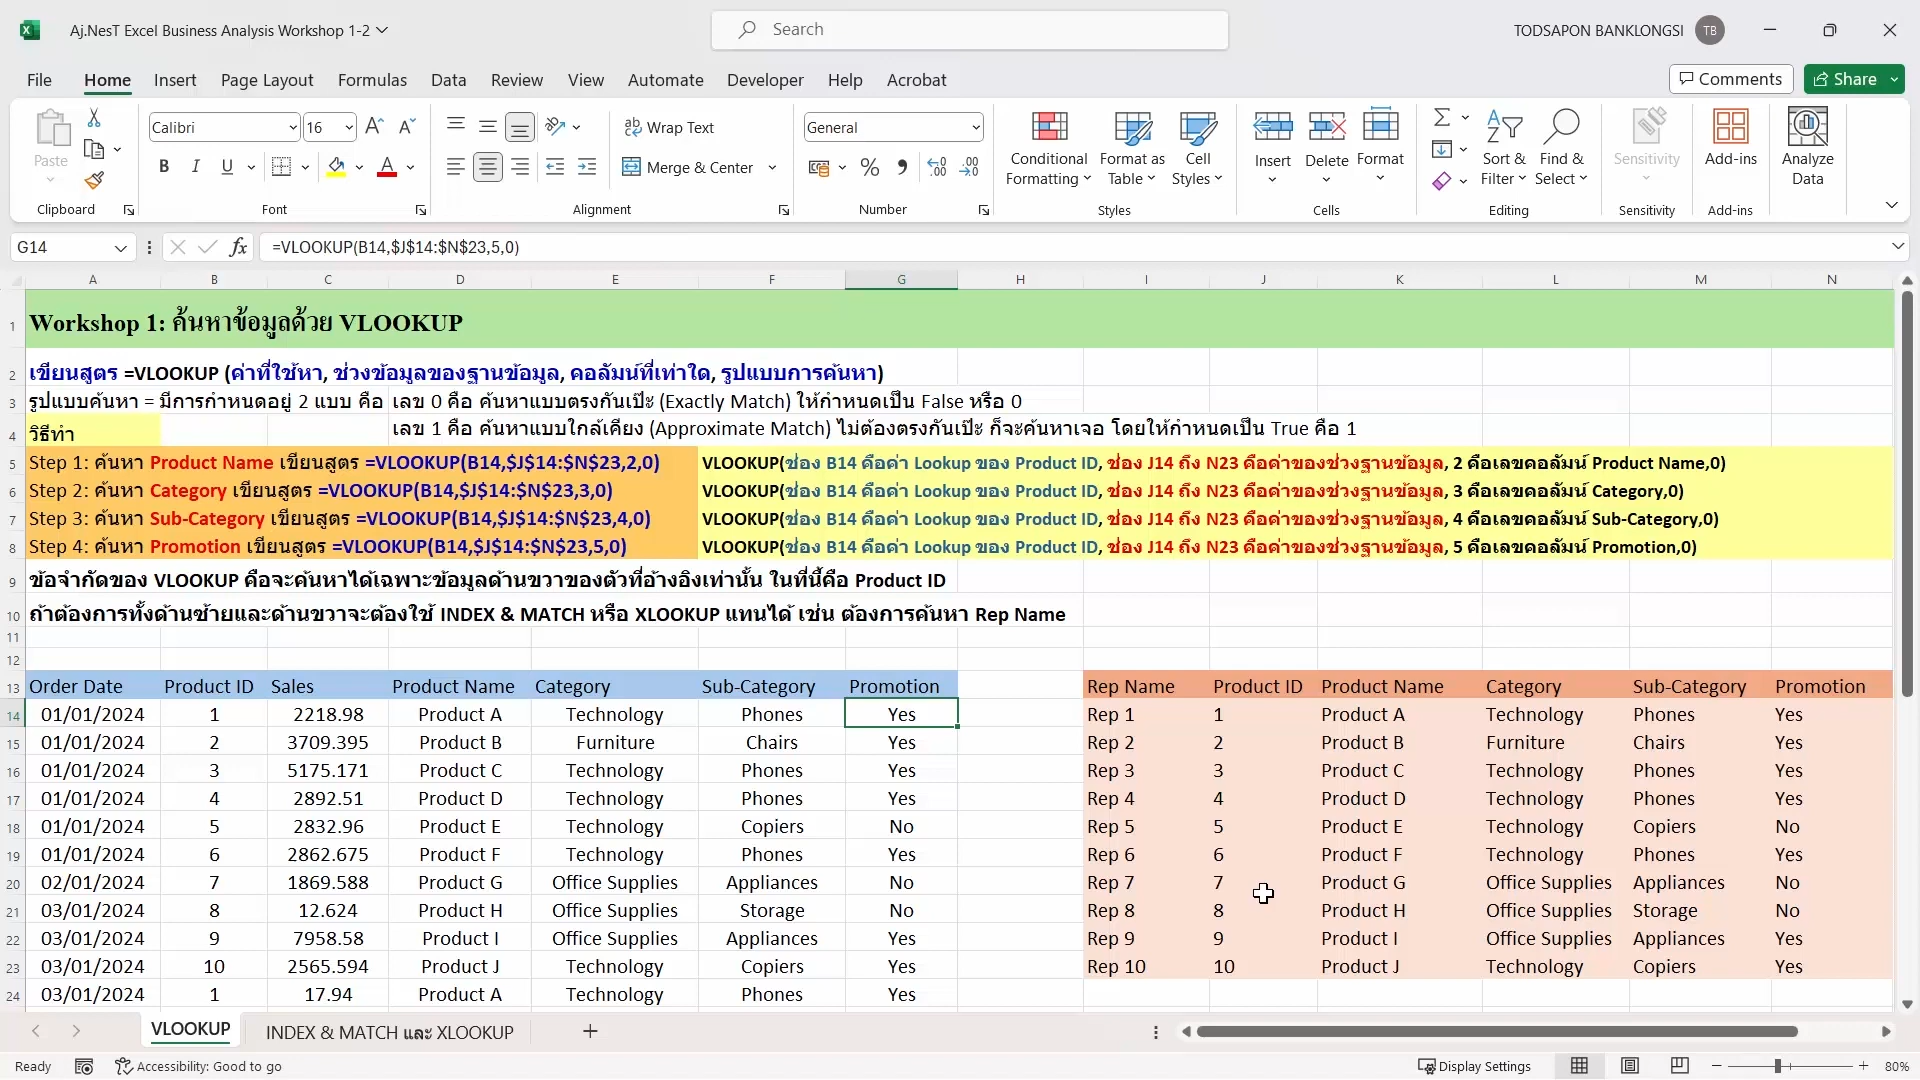 Aj.NesT Excel Business Analysis Workshop 1-2
Search
TODSAPON BANKLONGSI TB
File Home Insert Page Layout Formulas Data Review View Automate Developer Help Acrobat
Comments Share
Paste
Calibri 16
Wrap Text
Merge & Center
General
Conditional Formatting
Format as Table
Cell Styles
Insert Delete Format
Sort & Filter
Find & Select
Sensitivity
Add-ins
Analyze Data
Clipboard Font Alignment Number Styles Cells Editing Sensitivity Add-ins
G14 fx =VLOOKUP(B14,$J$14:$N$23,5,0)
A B C D E F G H I J K L M N
1 Workshop 1: ค้นหาข้อมูลด้วย VLOOKUP
2 เขียนสูตร =VLOOKUP (ค่าที่ใช้หา, ช่วงข้อมูลของฐานข้อมูล, คอลัมน์ที่เท่าใด, รูปแบบการค้นหา)
3 รูปแบบค้นหา = มีการกำหนดอยู่ 2 แบบ คือ เลข 0 คือ ค้นหาแบบตรงกันเป๊ะ (Exactly Match) ให้กำหนดเป็น False หรือ 0
4 วิธีทำ เลข 1 คือ ค้นหาแบบใกล้เคียง (Approximate Match) ไม่ต้องตรงกันเป๊ะ ก็จะค้นหาเจอ โดยให้กำหนดเป็น True คือ 1
5 Step 1: ค้นหา Product Name เขียนสูตร =VLOOKUP(B14,$J$14:$N$23,2,0) VLOOKUP(ช่อง B14 คือค่า Lookup ของ Product ID, ช่อง J14 ถึง N23 คือค่าของช่วงฐานข้อมูล, 2 คือเลขคอลัมน์ Product Name,0)
6 Step 2: ค้นหา Category เขียนสูตร =VLOOKUP(B14,$J$14:$N$23,3,0) VLOOKUP(ช่อง B14 คือค่า Lookup ของ Product ID, ช่อง J14 ถึง N23 คือค่าของช่วงฐานข้อมูล, 3 คือเลขคอลัมน์ Category,0)
7 Step 3: ค้นหา Sub-Category เขียนสูตร =VLOOKUP(B14,$J$14:$N$23,4,0) VLOOKUP(ช่อง B14 คือค่า Lookup ของ Product ID, ช่อง J14 ถึง N23 คือค่าของช่วงฐานข้อมูล, 4 คือเลขคอลัมน์ Sub-Category,0)
8 Step 4: ค้นหา Promotion เขียนสูตร =VLOOKUP(B14,$J$14:$N$23,5,0) VLOOKUP(ช่อง B14 คือค่า Lookup ของ Product ID, ช่อง J14 ถึง N23 คือค่าของช่วงฐานข้อมูล, 5 คือเลขคอลัมน์ Promotion,0)
9 ข้อจำกัดของ VLOOKUP คือจะค้นหาได้เฉพาะข้อมูลด้านขวาของตัวที่อ้างอิงเท่านั้น ในที่นี้คือ Product ID
10 ถ้าต้องการทั้งด้านซ้ายและด้านขวาจะต้องใช้ INDEX & MATCH หรือ XLOOKUP แทนได้ เช่น ต้องการค้นหา Rep Name
11
12
13 Order Date Product ID Sales Product Name Category Sub-Category Promotion Rep Name Product ID Product Name Category Sub-Category Promotion
14 01/01/2024 1 2218.98 Product A Technology Phones Yes Rep 1 1 Product A Technology Phones Yes
15 01/01/2024 2 3709.395 Product B Furniture Chairs Yes Rep 2 2 Product B Furniture Chairs Yes
16 01/01/2024 3 5175.171 Product C Technology Phones Yes Rep 3 3 Product C Technology Phones Yes
17 01/01/2024 4 2892.51 Product D Technology Phones Yes Rep 4 4 Product D Technology Phones Yes
18 01/01/2024 5 2832.96 Product E Technology Copiers No Rep 5 5 Product E Technology Copiers No
19 01/01/2024 6 2862.675 Product F Technology Phones Yes Rep 6 6 Product F Technology Phones Yes
20 02/01/2024 7 1869.588 Product G Office Supplies Appliances No Rep 7 7 Product G Office Supplies Appliances No
21 03/01/2024 8 12.624 Product H Office Supplies Storage No Rep 8 8 Product H Office Supplies Storage No
22 03/01/2024 9 7958.58 Product I Office Supplies Appliances Yes Rep 9 9 Product I Office Supplies Appliances Yes
23 03/01/2024 10 2565.594 Product J Technology Copiers Yes Rep 10 10 Product J Technology Copiers Yes
24 03/01/2024 1 17.94 Product A Technology Phones Yes
VLOOKUP INDEX & MATCH และ XLOOKUP
Ready Accessibility: Good to go Display Settings 80%